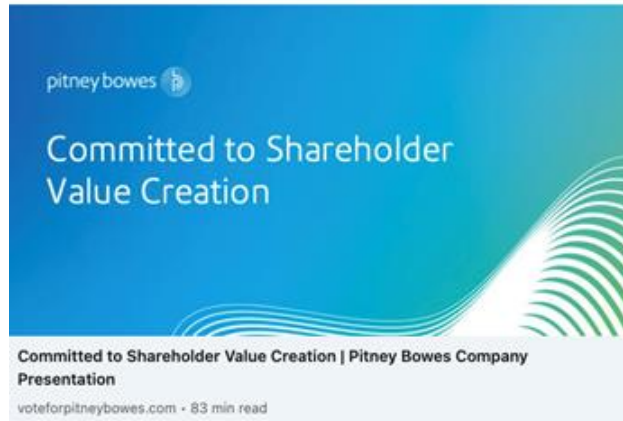 pitney bowes
Committed to Shareholder
Value Creation
Committed to Shareholder Value Creation | Pitney Bowes Company
Presentation
voteforpitneybowes.com • 83 min read